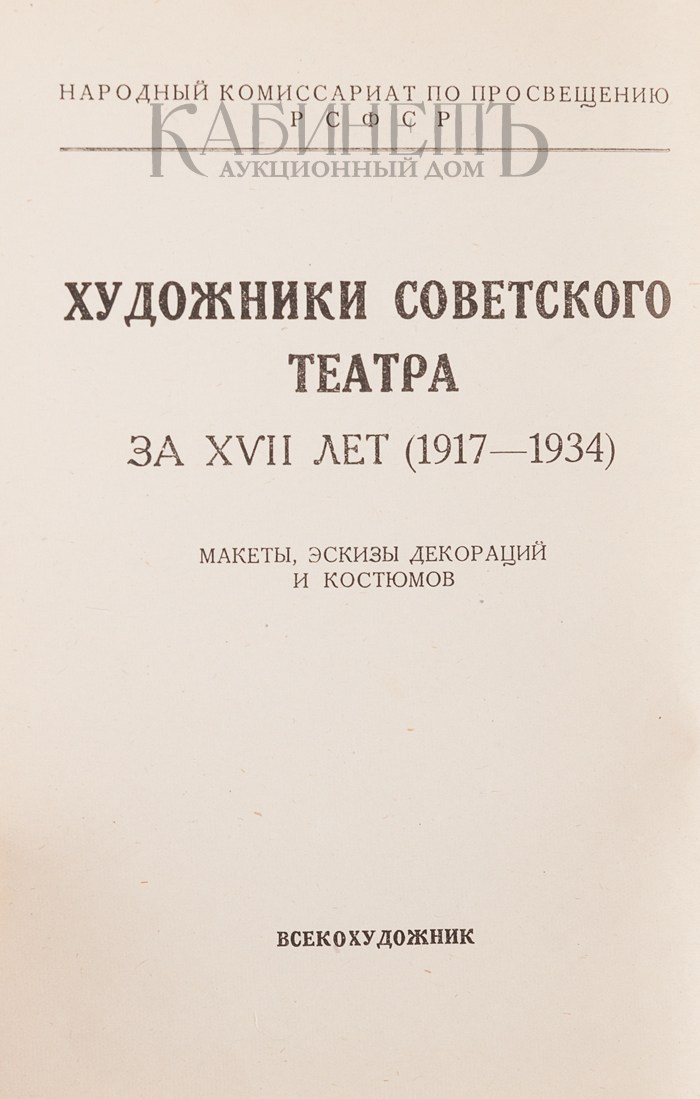 НАРОДНЫЙ КОМИССАРИАТ ПО ПРОСВЕЩЕНИЮ
РСФСР
КАБИНЕТЪ
АУКЦИОННЫЙ ДОМ
ХУДОЖНИКИ СОВЕТСКОГО
ТЕАТРА
ЗА XVII ЛЕТ (1917—1934)
МАКЕТЫ, ЭСКИЗЫ ДЕКОРАЦИЙ
И КОСТЮМОВ
ВСЕКОХУДОЖНИК